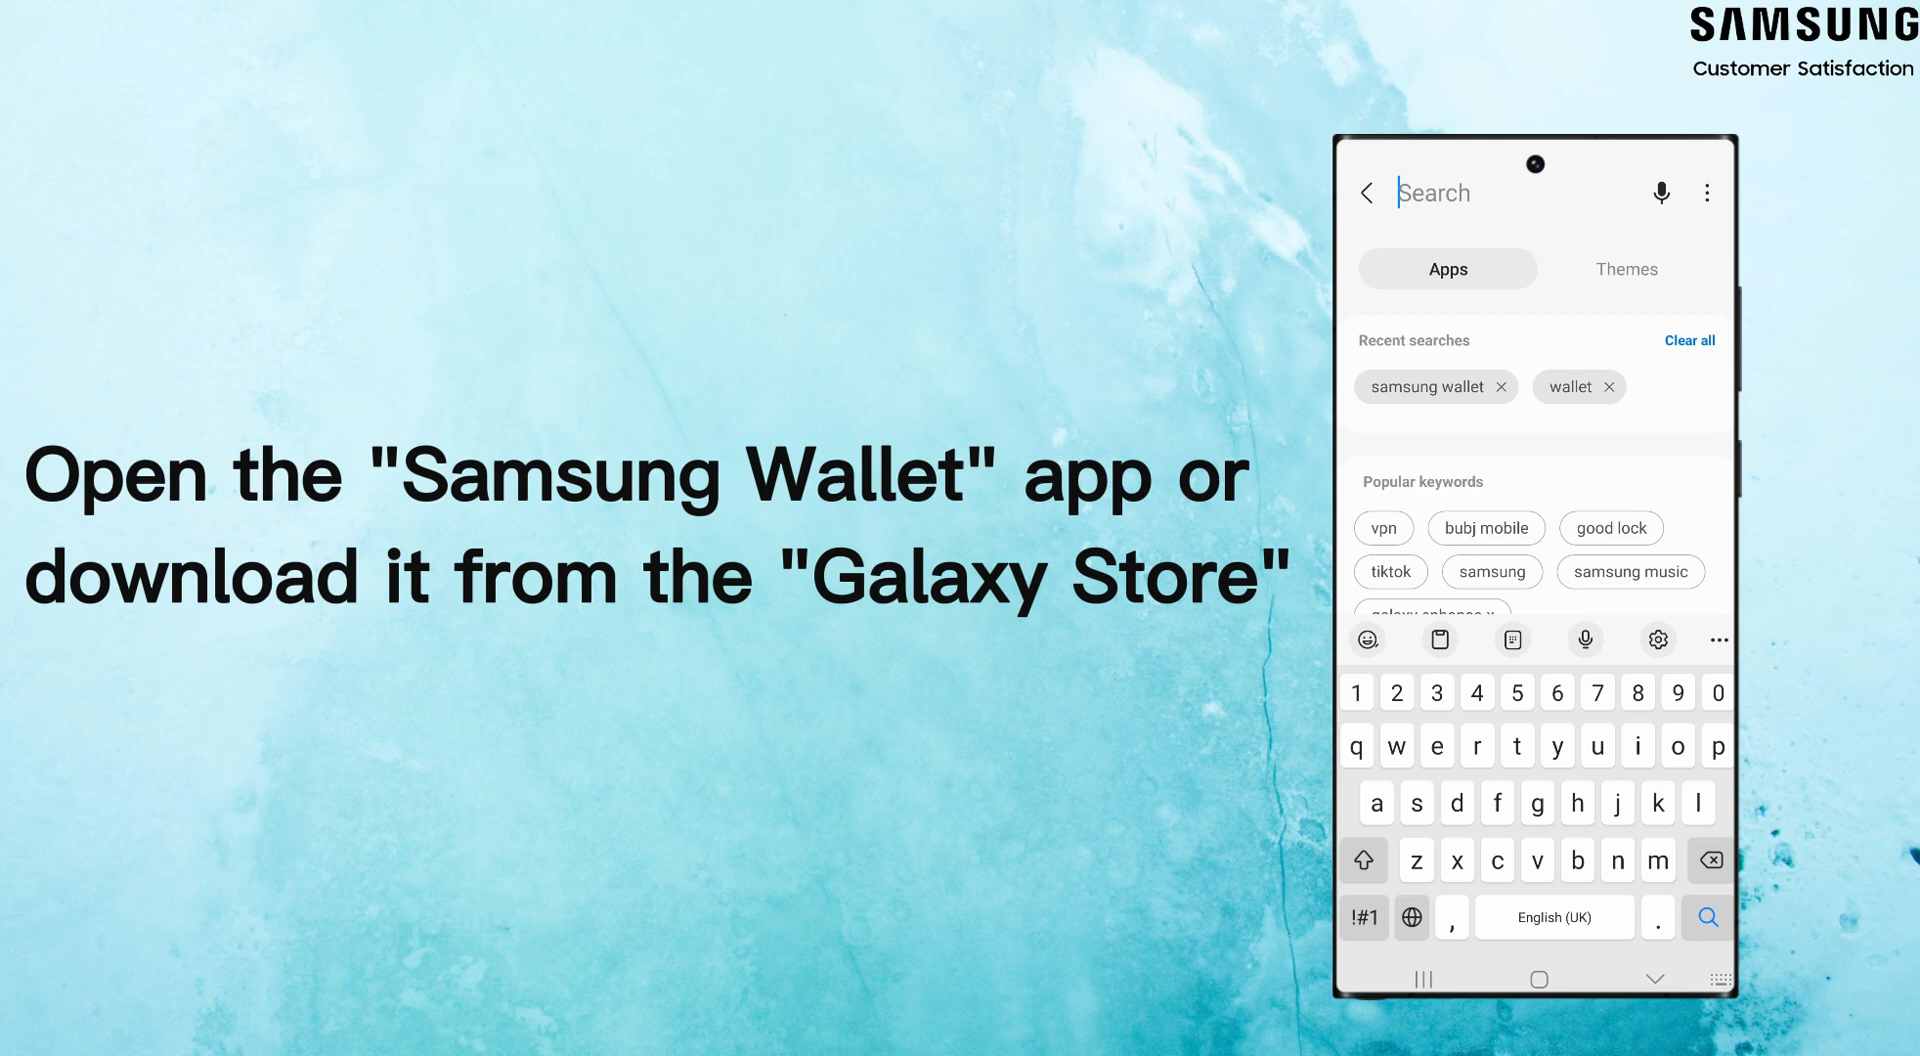 SAMSUNG
Customer Satisfaction
Open the "Samsung Wallet" app or
download it from the "Galaxy Store"
Search
Apps Themes
Recent searches Clear all
samsung wallet wallet
Popular keywords
vpn bubj mobile good lock
tiktok samsung samsung music
galaxy enhance x
1 2 3 4 5 6 7 8 9 0
q w e r t y u i o p
a s d f g h j k l
z x c v b n m
!#1 , English (UK) .